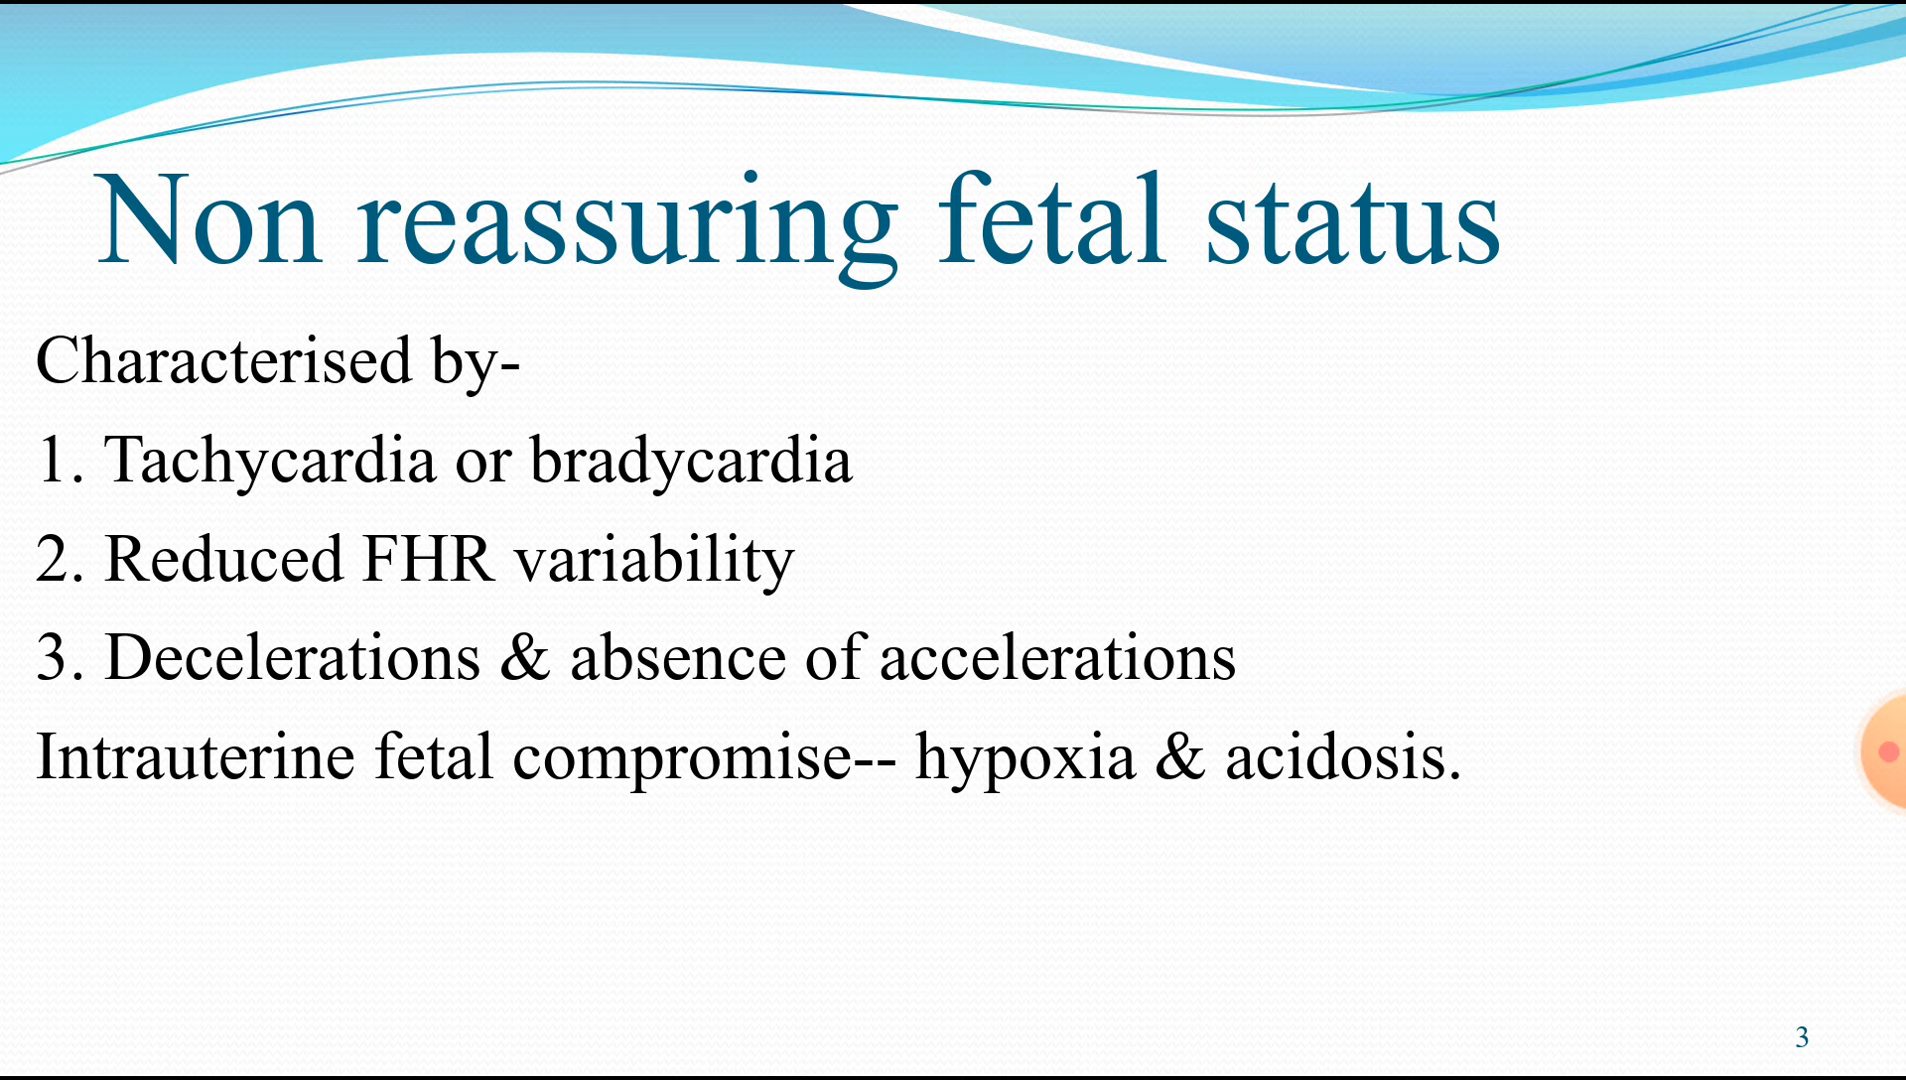 Non reassuring fetal status
Characterised by-
1. Tachycardia or bradycardia
2. Reduced FHR variability
3. Decelerations & absence of accelerations
Intrauterine fetal compromise-- hypoxia & acidosis.
3